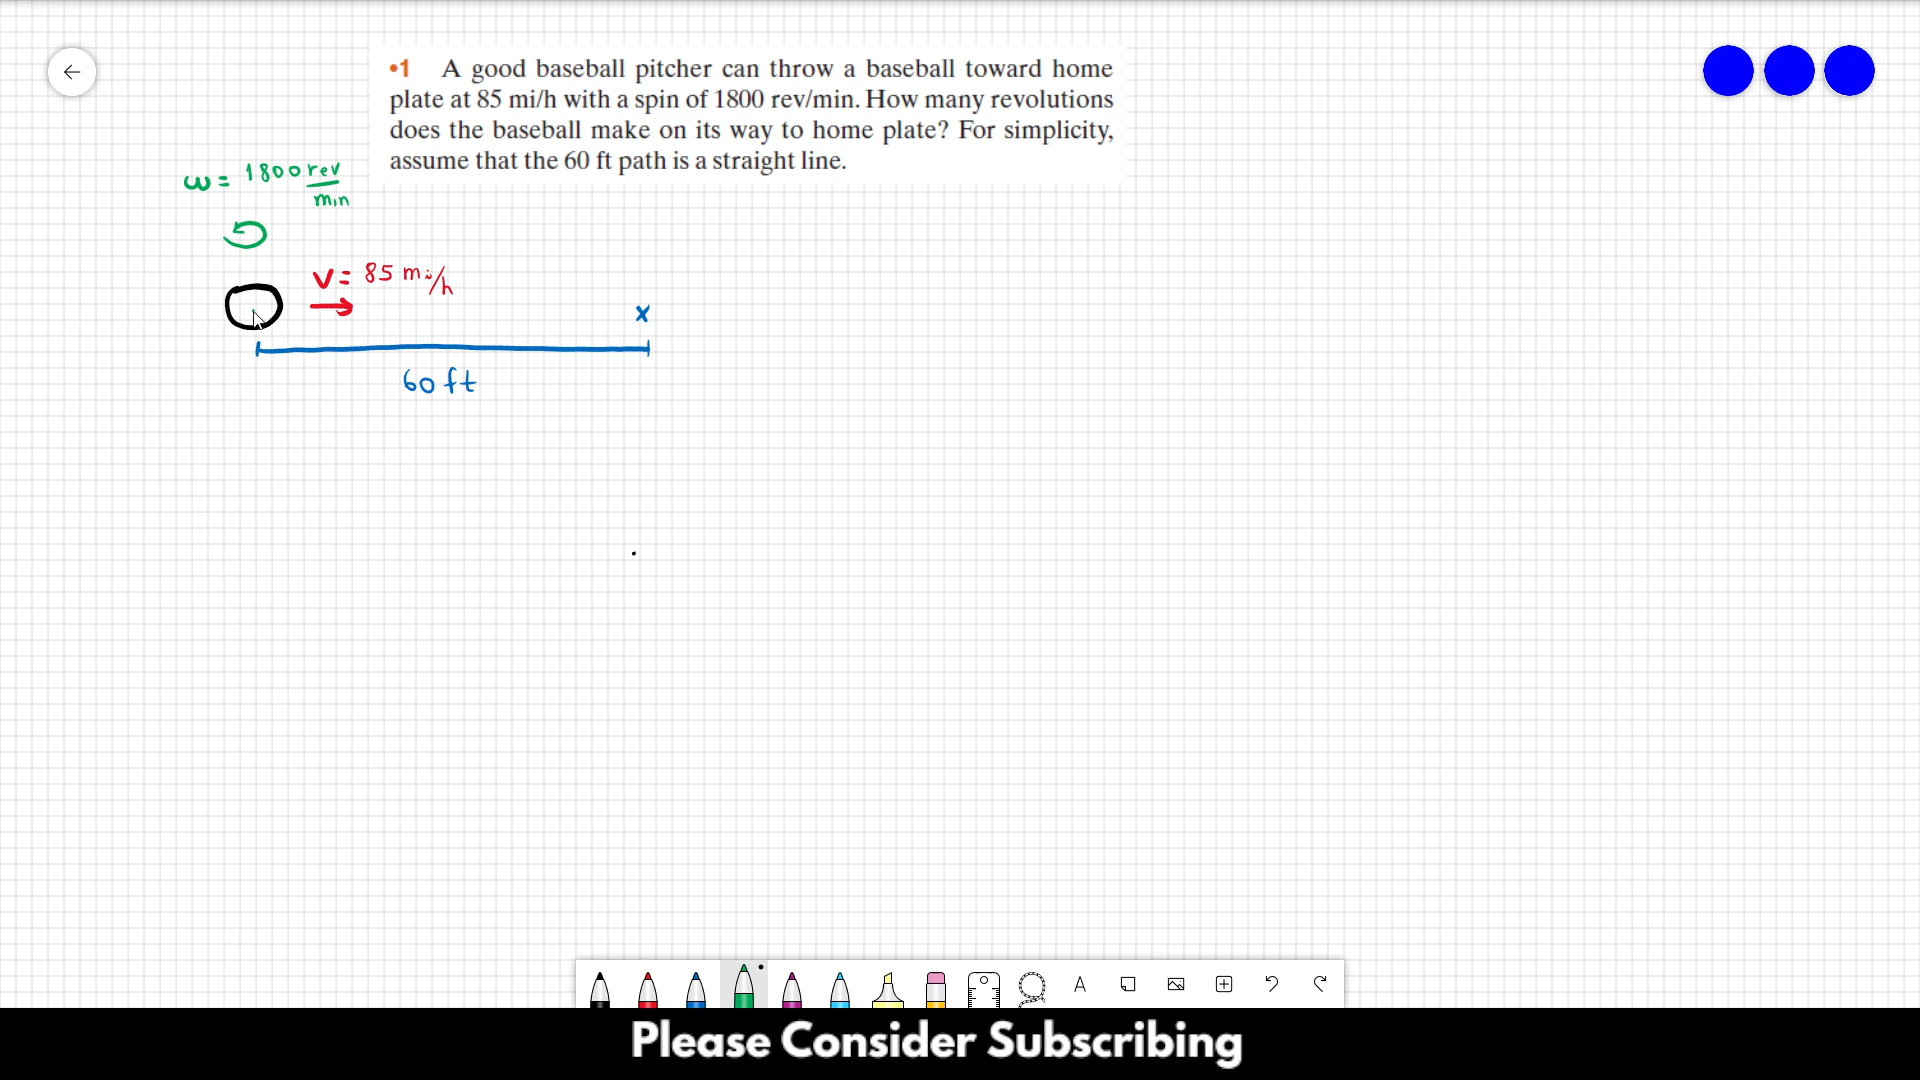 •1 A good baseball pitcher can throw a baseball toward home
plate at 85 mi/h with a spin of 1800 rev/min. How many revolutions
does the baseball make on its way to home plate? For simplicity,
assume that the 60 ft path is a straight line.
ω = 1800 rev
min
V = 85 mi/h
x
60 ft
A
Please Consider Subscribing